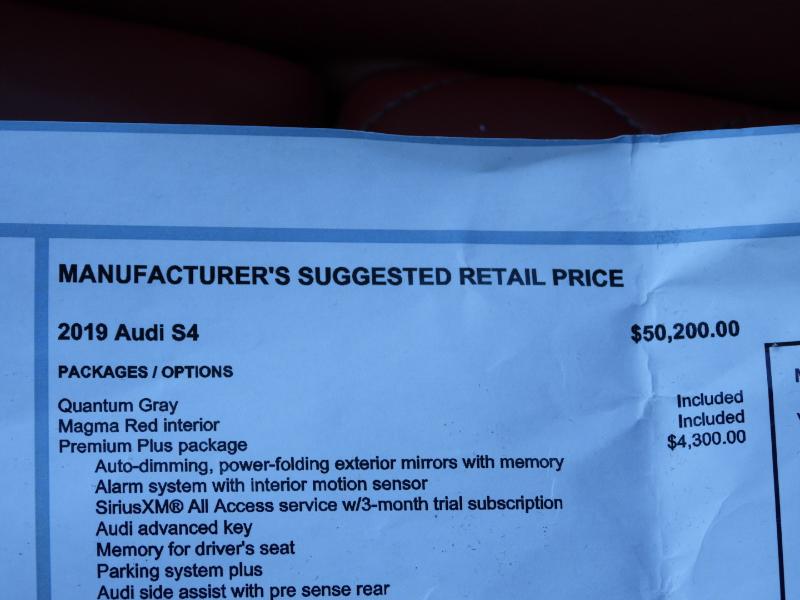 MANUFACTURER'S SUGGESTED RETAIL PRICE
2019 Audi S4 $50,200.00
PACKAGES / OPTIONS
Quantum Gray Included
Magma Red interior Included
Premium Plus package $4,300.00
Auto-dimming, power-folding exterior mirrors with memory
Alarm system with interior motion sensor
SiriusXM® All Access service w/3-month trial subscription
Audi advanced key
Memory for driver's seat
Parking system plus
Audi side assist with pre sense rear